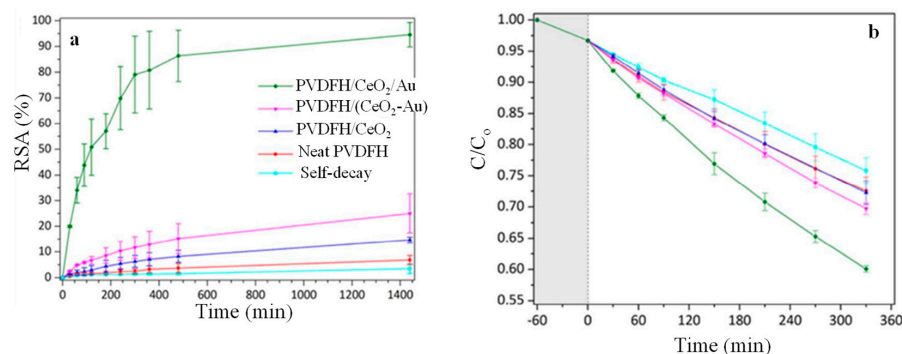 a
RSA (%)
100
90
80
70
60
50
40
30
20
10
0
0 200 400 600 800 1000 1200 1400
Time (min)
PVDFH/CeO₂/Au
PVDFH/(CeO₂-Au)
PVDFH/CeO₂
Neat PVDFH
Self-decay
b
C/Cₒ
1.00
0.95
0.90
0.85
0.80
0.75
0.70
0.65
0.60
0.55
-60 0 60 120 180 240 300 360
Time (min)